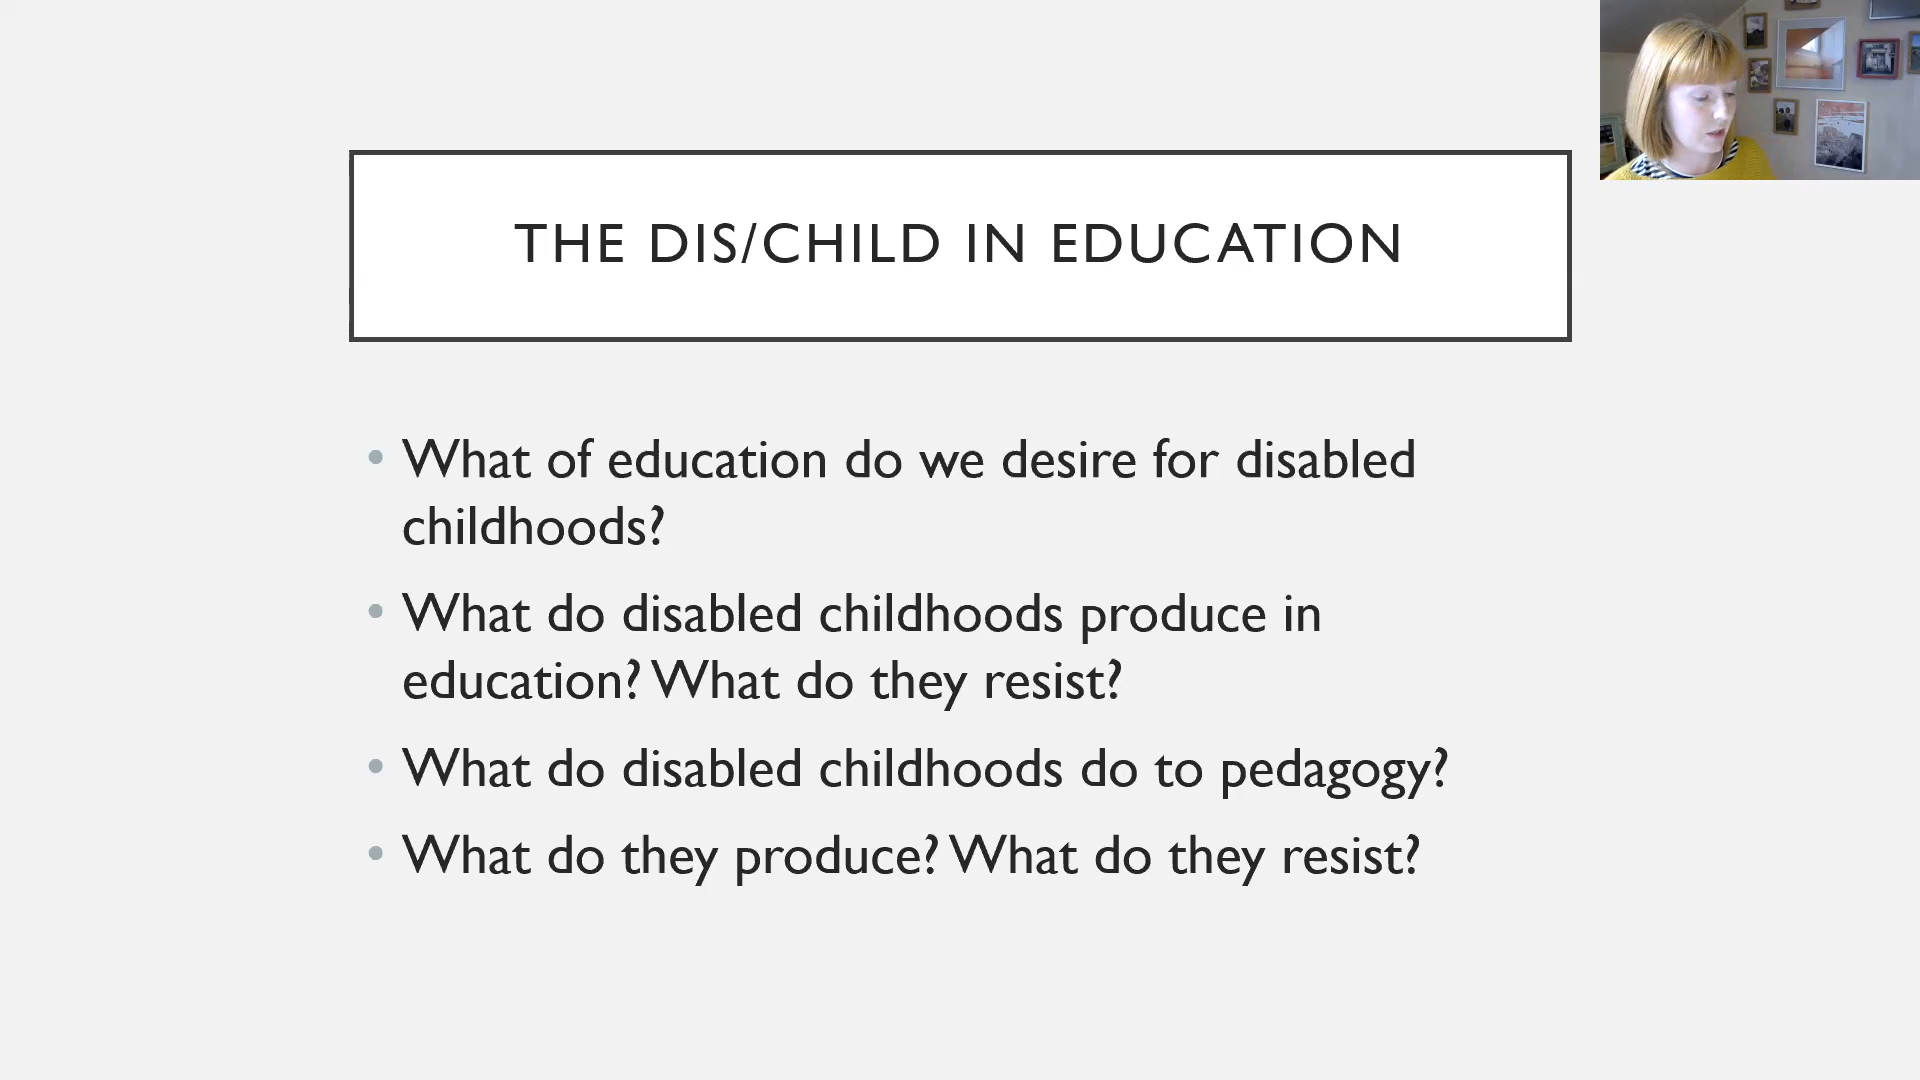 THE DIS/CHILD IN EDUCATION
• What of education do we desire for disabled
childhoods?
• What do disabled childhoods produce in
education? What do they resist?
• What do disabled childhoods do to pedagogy?
• What do they produce? What do they resist?